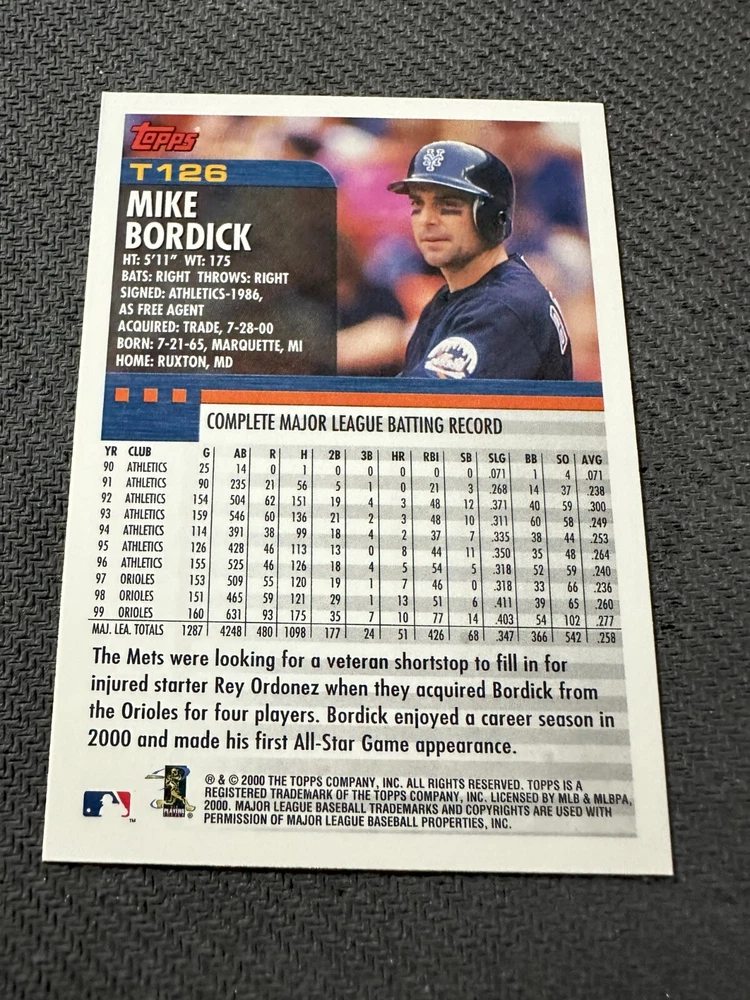 Topps
T126
MIKE
BORDICK
HT: 5'11" WT: 175
BATS: RIGHT THROWS: RIGHT
SIGNED: ATHLETICS-1986,
AS FREE AGENT
ACQUIRED: TRADE, 7-28-00
BORN: 7-21-65, MARQUETTE, MI
HOME: RUXTON, MD
COMPLETE MAJOR LEAGUE BATTING RECORD
YR CLUB G AB R H 2B 3B HR RBI SB SLG BB SO AVG
90 ATHLETICS 25 14 0 1 0 0 0 0 0 .071 1 4 .071
91 ATHLETICS 90 235 21 56 5 1 0 21 3 .268 14 37 .238
92 ATHLETICS 154 504 62 151 19 4 3 48 12 .371 40 59 .300
93 ATHLETICS 159 546 60 136 21 2 3 48 10 .311 60 58 .249
94 ATHLETICS 114 391 38 99 18 4 2 37 7 .335 38 44 .253
95 ATHLETICS 126 428 46 113 13 0 8 44 11 .350 35 48 .264
96 ATHLETICS 155 525 46 126 18 4 5 54 5 .318 52 59 .240
97 ORIOLES 153 509 55 120 19 1 7 46 0 .318 33 66 .236
98 ORIOLES 151 465 59 121 29 1 13 51 6 .411 39 65 .260
99 ORIOLES 160 631 93 175 35 7 10 77 14 .403 54 102 .277
MAJ. LEA. TOTALS 1287 4248 480 1098 177 24 51 426 68 .347 366 542 .258
The Mets were looking for a veteran shortstop to fill in for
injured starter Rey Ordonez when they acquired Bordick from
the Orioles for four players. Bordick enjoyed a career season in
2000 and made his first All-Star Game appearance.
® & © 2000 THE TOPPS COMPANY, INC. ALL RIGHTS RESERVED. TOPPS IS A
REGISTERED TRADEMARK OF THE TOPPS COMPANY, INC. LICENSED BY MLB & MLBPA,
2000. MAJOR LEAGUE BASEBALL TRADEMARKS AND COPYRIGHTS ARE USED WITH
PERMISSION OF MAJOR LEAGUE BASEBALL PROPERTIES, INC.